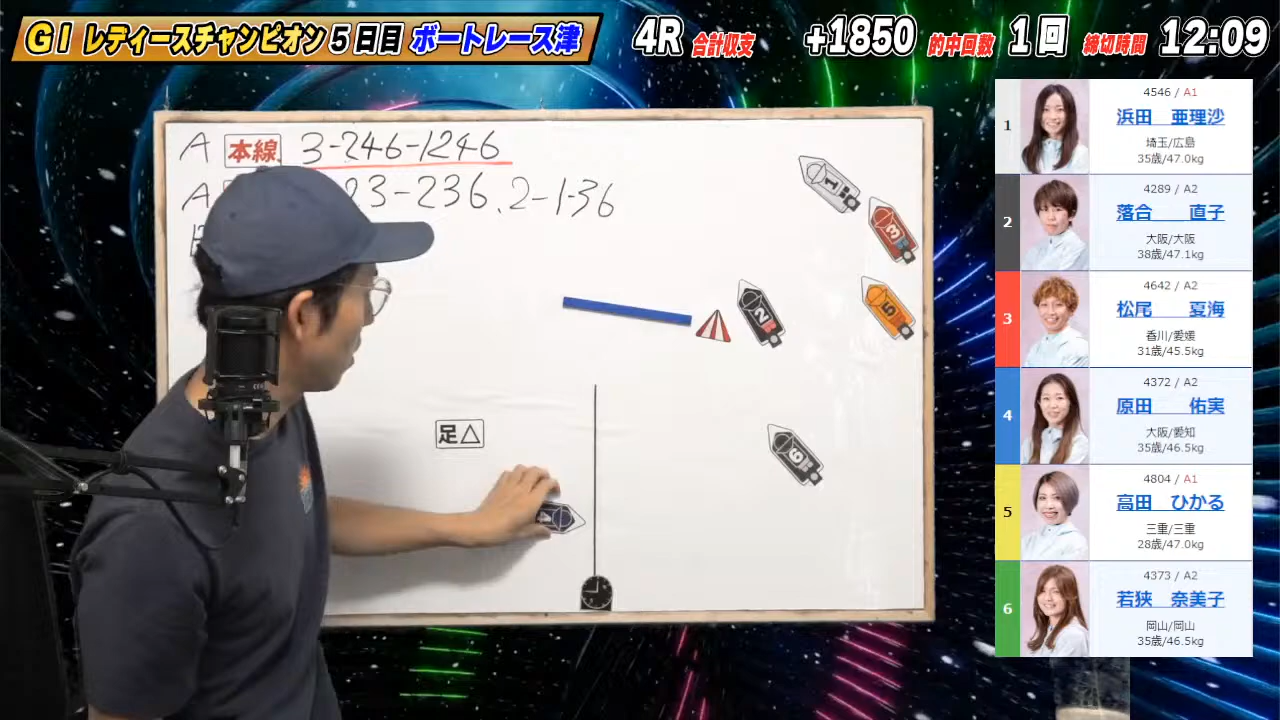 GI レディースチャンピオン 5日目 ボートレース津
4R 合計収支 +1850 的中回数 1回 締切時間 12:09
A 本線 3-246-1246
A 23-236.2-1-36
足△
1
3
2
5
6
1 4546 / A1
浜田 亜理沙
埼玉/広島
35歳/47.0kg
2 4289 / A2
落合 直子
大阪/大阪
38歳/47.1kg
3 4642 / A2
松尾 夏海
香川/愛媛
31歳/45.5kg
4 4372 / A2
原田 佑実
大阪/愛知
35歳/46.5kg
5 4804 / A1
高田 ひかる
三重/三重
28歳/47.0kg
6 4373 / A2
若狭 奈美子
岡山/岡山
35歳/46.5kg